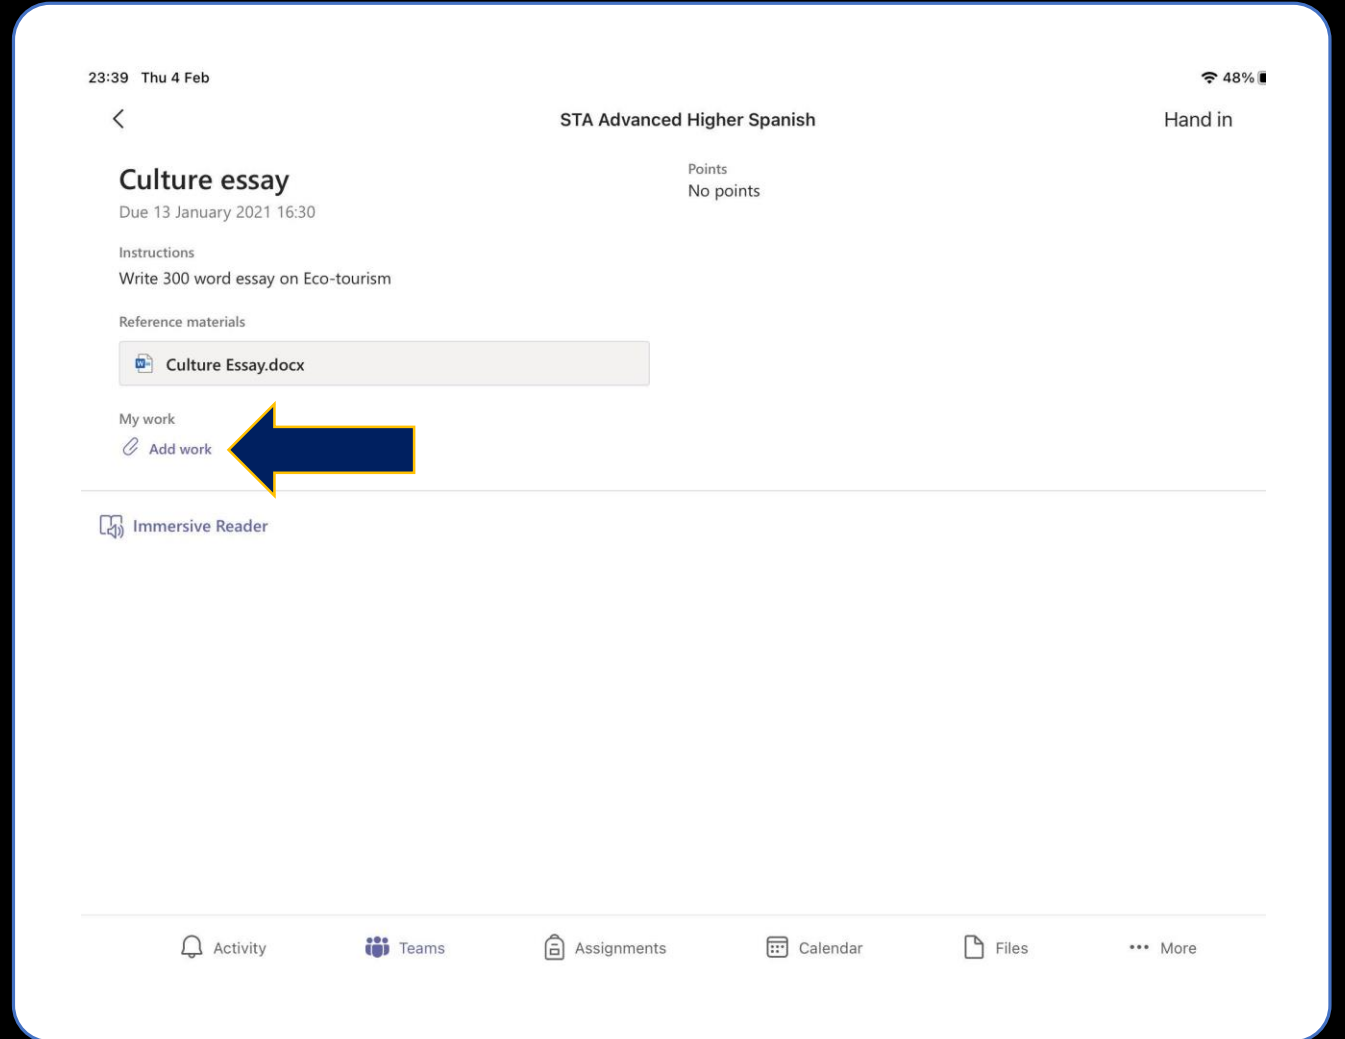 23:39 Thu 4 Feb
48%
STA Advanced Higher Spanish
Hand in
Culture essay
Due 13 January 2021 16:30
Points
No points
Instructions
Write 300 word essay on Eco-tourism
Reference materials
Culture Essay.docx
My work
Add work
Immersive Reader
Activity
Teams
Assignments
Calendar
Files
More